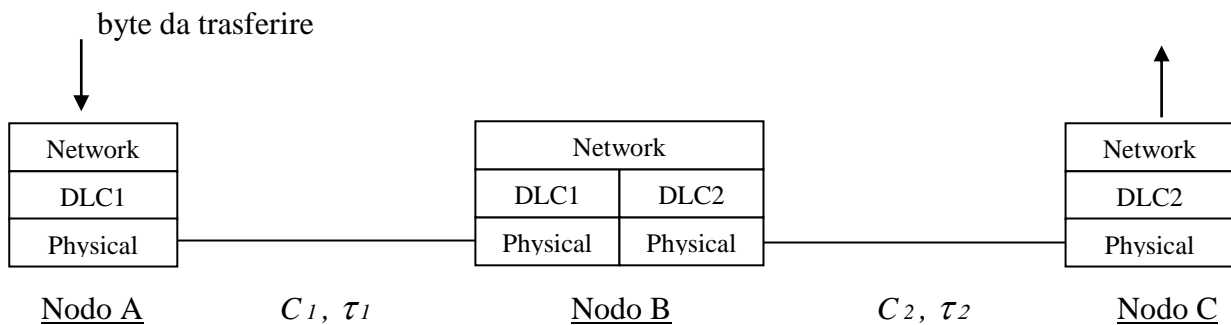 byte da trasferire
Network
DLC1
Physical
Network
DLC1 DLC2
Physical Physical
Network
DLC2
Physical
Nodo A
C1, τ1
Nodo B
C2, τ2
Nodo C